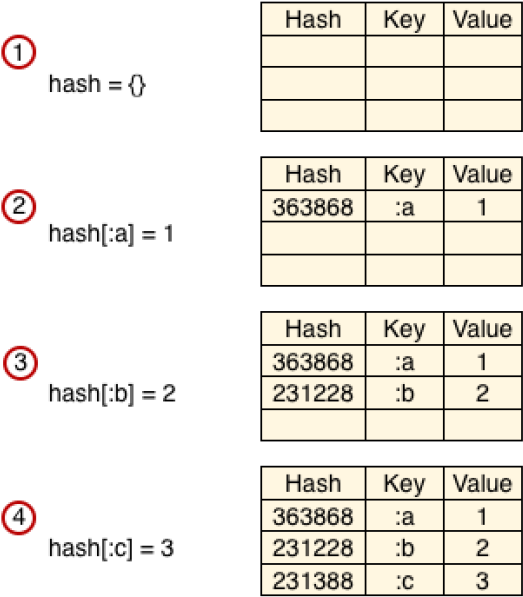 Hash Key Value
1
hash = {}
Hash Key Value
2
363868 :a 1
hash[:a] = 1
Hash Key Value
3
363868 :a 1
hash[:b] = 2
231228 :b 2
Hash Key Value
4
363868 :a 1
hash[:c] = 3
231228 :b 2
231388 :c 3